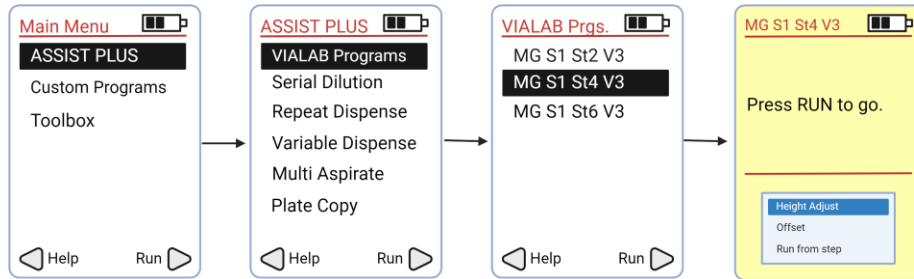 Main Menu
ASSIST PLUS
Custom Programs
Toolbox
Help
Run
ASSIST PLUS
VIALAB Programs
Serial Dilution
Repeat Dispense
Variable Dispense
Multi Aspirate
Plate Copy
Help
Run
VIALAB Prgs.
MG S1 St2 V3
MG S1 St4 V3
MG S1 St6 V3
Help
Run
MG S1 St4 V3
Press RUN to go.
Height Adjust
Offset
Run from step